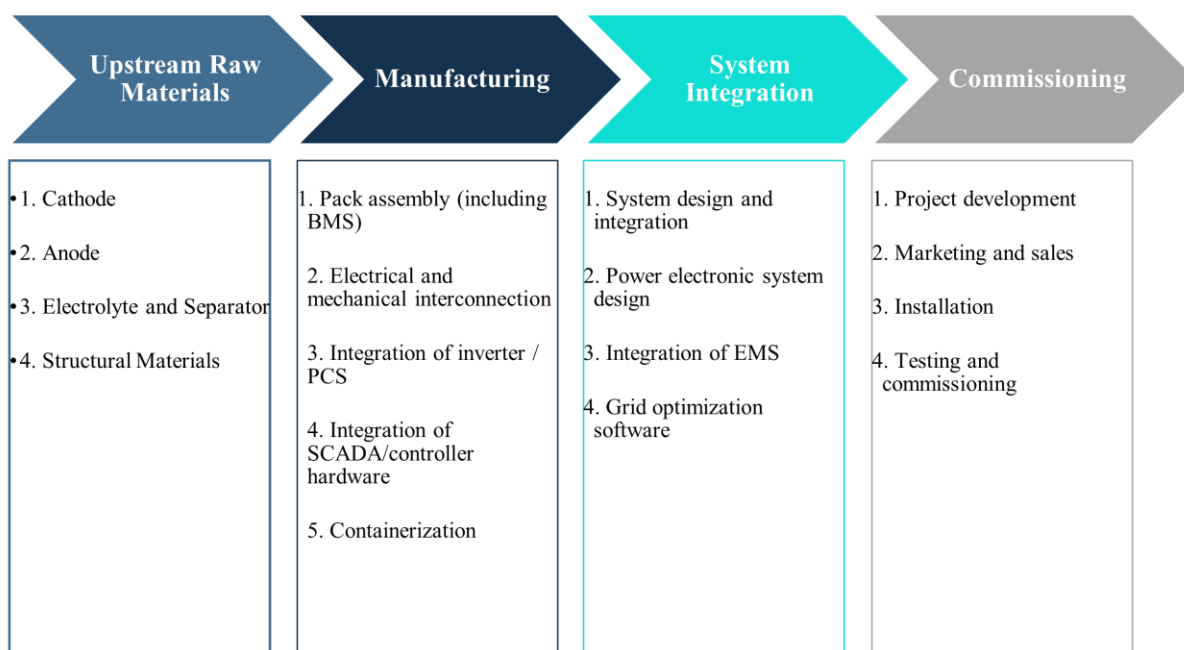 Upstream Raw
Materials
Manufacturing
System
Integration
Commissioning
•1. Cathode
•2. Anode
•3. Electrolyte and Separator
•4. Structural Materials
1. Pack assembly (including
BMS)
2. Electrical and
mechanical interconnection
3. Integration of inverter /
PCS
4. Integration of
SCADA/controller
hardware
5. Containerization
1. System design and
integration
2. Power electronic system
design
3. Integration of EMS
4. Grid optimization
software
1. Project development
2. Marketing and sales
3. Installation
4. Testing and
commissioning